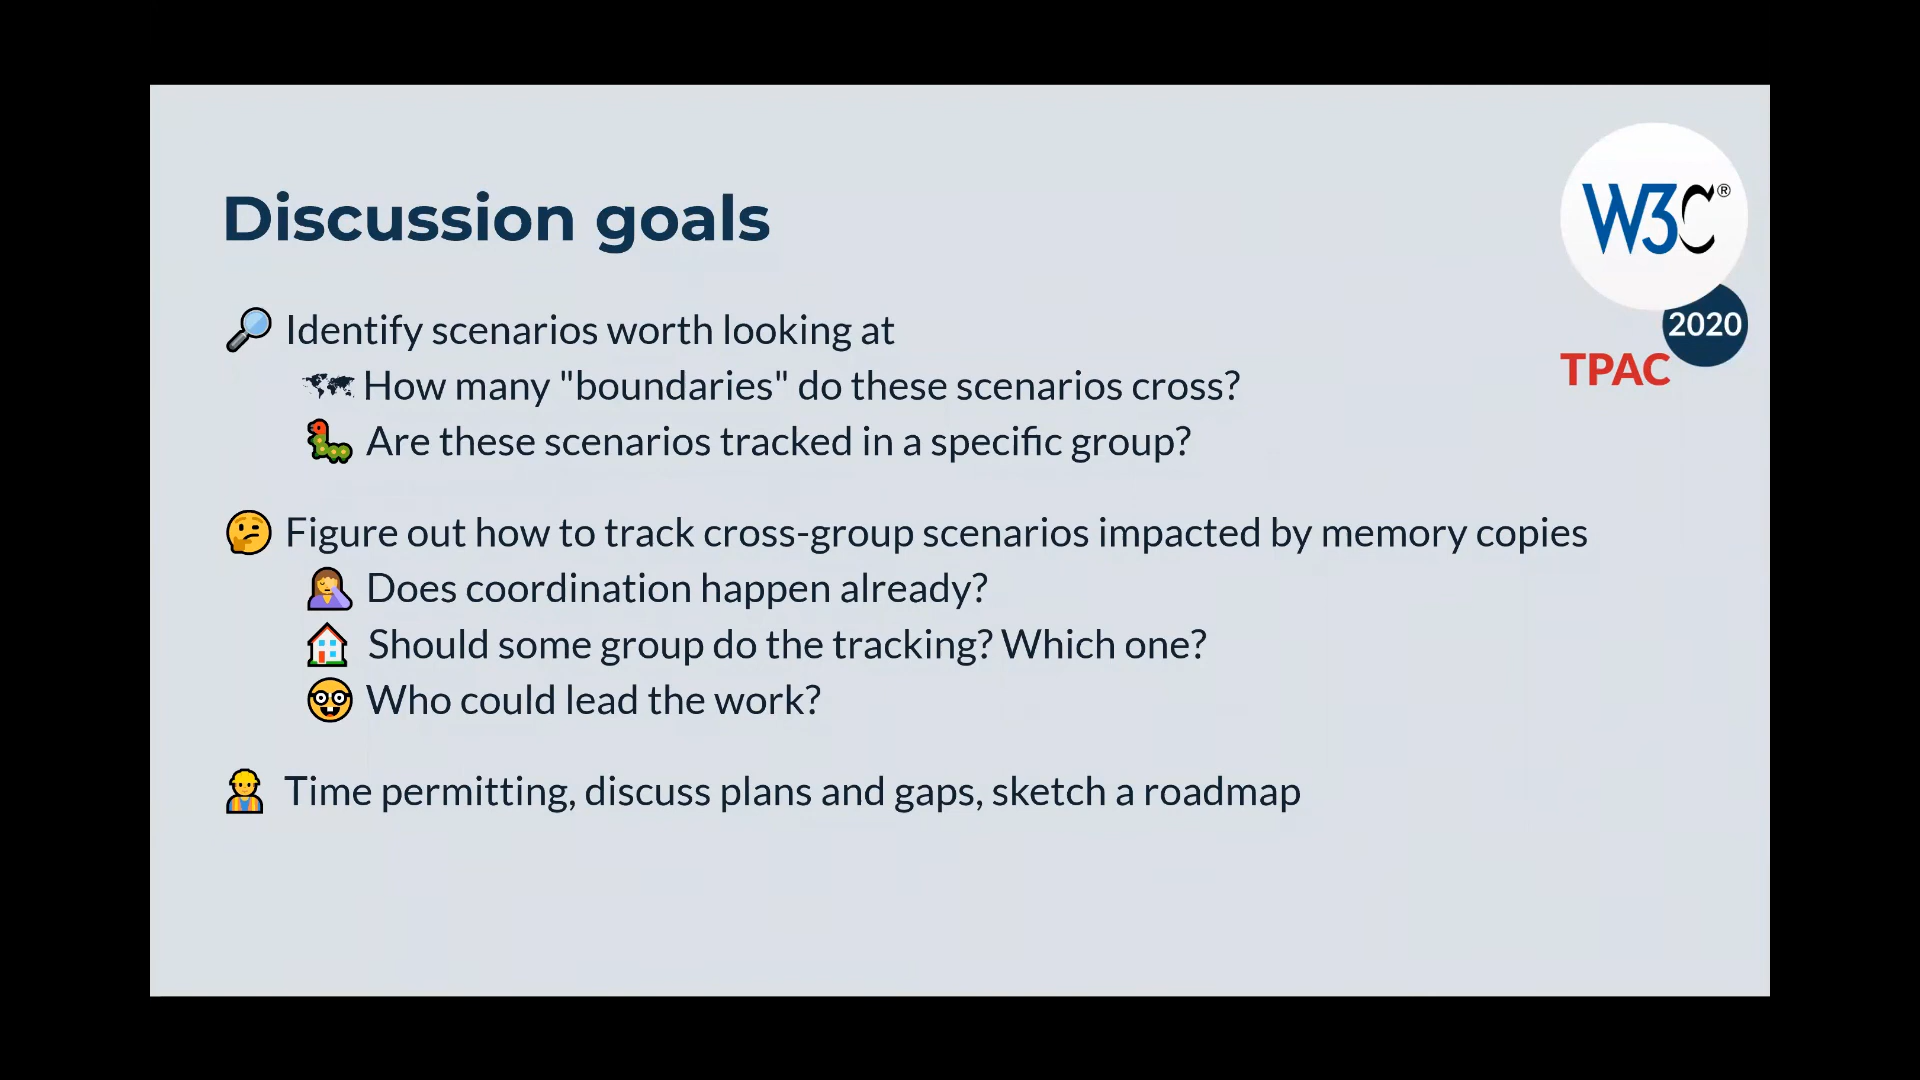 Discussion goals
W3C®
2020
TPAC
🔎 Identify scenarios worth looking at
🗺 How many "boundaries" do these scenarios cross?
🐛 Are these scenarios tracked in a specific group?
🤔 Figure out how to track cross-group scenarios impacted by memory copies
🤦‍♀️ Does coordination happen already?
🏠 Should some group do the tracking? Which one?
🤓 Who could lead the work?
👷 Time permitting, discuss plans and gaps, sketch a roadmap